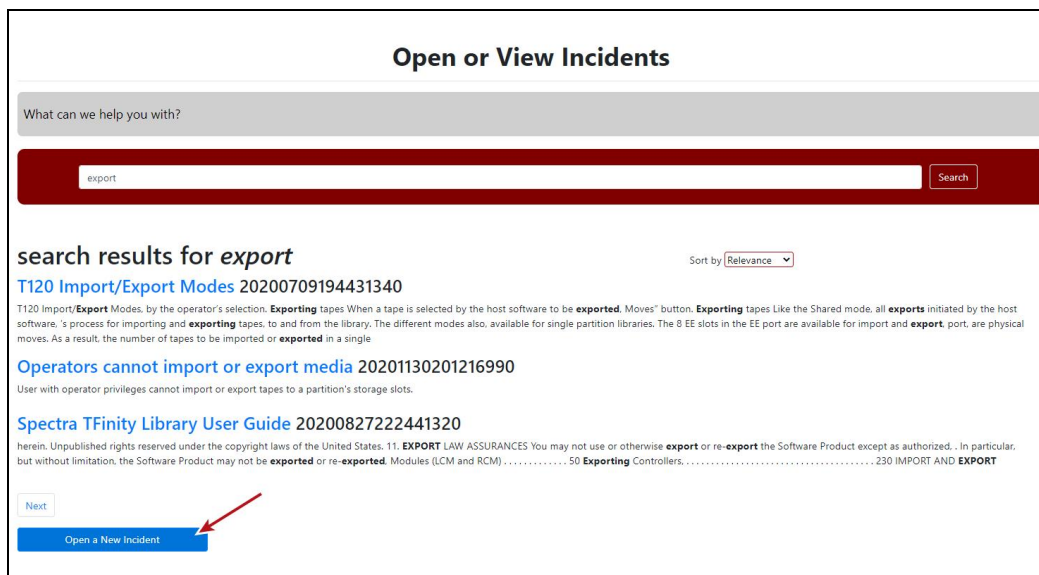 Open or View Incidents
What can we help you with?
export
Search
search results for export
Sort by Relevance
T120 Import/Export Modes 20200709194431340
T120 Import/Export Modes, by the operator's selection. Exporting tapes When a tape is selected by the host software to be exported, Moves" button. Exporting tapes Like the Shared mode, all exports initiated by the host
software, 's process for importing and exporting tapes, to and from the library. The different modes also, available for single partition libraries. The 8 EE slots in the EE port are available for import and export, port, are physical
moves. As a result, the number of tapes to be imported or exported in a single
Operators cannot import or export media 20201130201216990
User with operator privileges cannot import or export tapes to a partition's storage slots.
Spectra TFinity Library User Guide 20200827222441320
herein. Unpublished rights reserved under the copyright laws of the United States. 11. EXPORT LAW ASSURANCES You may not use or otherwise export or re-export the Software Product except as authorized, . In particular,
but without limitation, the Software Product may not be exported or re-exported, Modules (LCM and RCM) . . . . . . . . . . . . 50 Exporting Controllers, . . . . . . . . . . . . . . . . . . . . . . . . . . . . . . . . . . . . . 230 IMPORT AND EXPORT
Next
Open a New Incident